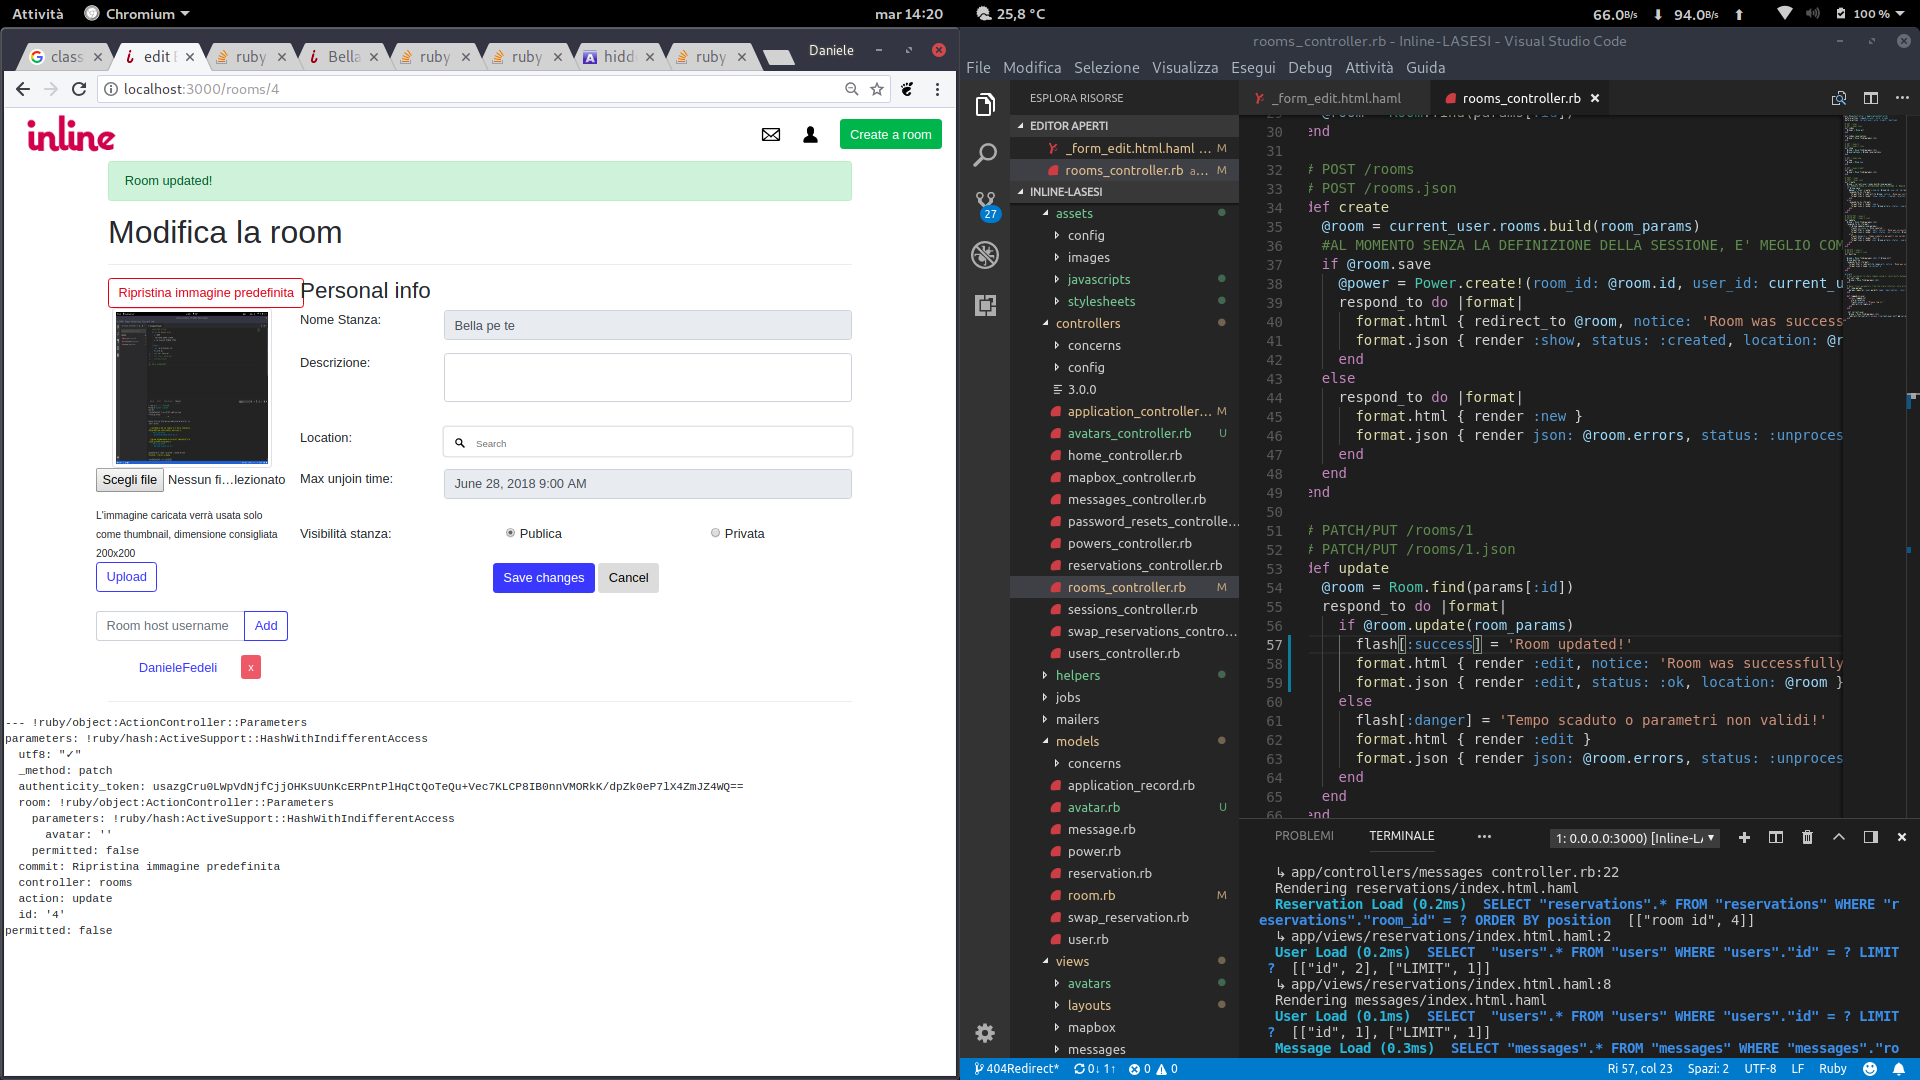 Attività
Chromium
mar 14:20
25,8 °C
66.0B/s
94.0B/s
100 %
class
edit
ruby
Bella
ruby
ruby
hidd
ruby
Daniele
localhost:3000/rooms/4
inline
Create a room
Room updated!
Modifica la room
Ripristina immagine predefinita
Personal info
Nome Stanza:
Bella pe te
Descrizione:
Location:
Search
Scegli file
Nessun fi…lezionato
Max unjoin time:
June 28, 2018 9:00 AM
L'immagine caricata verrà usata solo
come thumbnail, dimensione consigliata
200x200
Visibilità stanza:
Publica
Privata
Upload
Save changes
Cancel
Room host username
Add
DanieleFedeli
x
--- !ruby/object:ActionController::Parameters
parameters: !ruby/hash:ActiveSupport::HashWithIndifferentAccess
utf8: "✓"
_method: patch
authenticity_token: usazgCru0LWpVdNjfCjjOHKsUUnKcERPntPlHqCtQoTeQu+Vec7KLCP8IB0nnVMORkK/dpZk0eP7lX4ZmJZ4WQ==
room: !ruby/object:ActionController::Parameters
parameters: !ruby/hash:ActiveSupport::HashWithIndifferentAccess
avatar: ''
permitted: false
commit: Ripristina immagine predefinita
controller: rooms
action: update
id: '4'
permitted: false
rooms_controller.rb - Inline-LASESI - Visual Studio Code
File Modifica Selezione Visualizza Esegui Debug Attività Guida
ESPLORA RISORSE
EDITOR APERTI
_form_edit.html.haml ... M
rooms_controller.rb a... M
INLINE-LASESI
27
assets
config
images
javascripts
stylesheets
controllers
concerns
config
3.0.0
application_controller... M
avatars_controller.rb U
home_controller.rb
mapbox_controller.rb
messages_controller.rb
password_resets_controlle...
powers_controller.rb
reservations_controller.rb
rooms_controller.rb M
sessions_controller.rb
swap_reservations_contro...
users_controller.rb
helpers
jobs
mailers
models
concerns
application_record.rb
avatar.rb U
message.rb
power.rb
reservation.rb
room.rb M
swap_reservation.rb
user.rb
views
avatars
layouts
mapbox
messages
_form_edit.html.haml
rooms_controller.rb
29 @room = Room.find(params[:id])
30 end
31
32 # POST /rooms
33 # POST /rooms.json
34 def create
35 @room = current_user.rooms.build(room_params)
36 #AL MOMENTO SENZA LA DEFINIZIONE DELLA SESSIONE, E' MEGLIO COM
37 if @room.save
38 @power = Power.create!(room_id: @room.id, user_id: current_u
39 respond_to do |format|
40 format.html { redirect_to @room, notice: 'Room was success
41 format.json { render :show, status: :created, location: @r
42 end
43 else
44 respond_to do |format|
45 format.html { render :new }
46 format.json { render json: @room.errors, status: :unproces
47 end
48 end
49 end
50
51 # PATCH/PUT /rooms/1
52 # PATCH/PUT /rooms/1.json
53 def update
54 @room = Room.find(params[:id])
55 respond_to do |format|
56 if @room.update(room_params)
57 flash[:success] = 'Room updated!'
58 format.html { render :edit, notice: 'Room was successfully
59 format.json { render :edit, status: :ok, location: @room }
60 else
61 flash[:danger] = 'Tempo scaduto o parametri non validi!'
62 format.html { render :edit }
63 format.json { render json: @room.errors, status: :unproces
64 end
65 end
66 end
PROBLEMI
TERMINALE
1: 0.0.0.0:3000) [Inline-L/
↳ app/controllers/messages controller.rb:22
Rendering reservations/index.html.haml
Reservation Load (0.2ms) SELECT "reservations".* FROM "reservations" WHERE "r
eservations"."room_id" = ? ORDER BY position [["room id", 4]]
↳ app/views/reservations/index.html.haml:2
User Load (0.2ms) SELECT "users".* FROM "users" WHERE "users"."id" = ? LIMIT
? [["id", 2], ["LIMIT", 1]]
↳ app/views/reservations/index.html.haml:8
Rendering messages/index.html.haml
User Load (0.1ms) SELECT "users".* FROM "users" WHERE "users"."id" = ? LIMIT
? [["id", 1], ["LIMIT", 1]]
Message Load (0.3ms) SELECT "messages".* FROM "messages" WHERE "messages"."ro
404Redirect*
0↓ 1↑
0
0
Ri 57, col 23
Spazi: 2
UTF-8
LF
Ruby